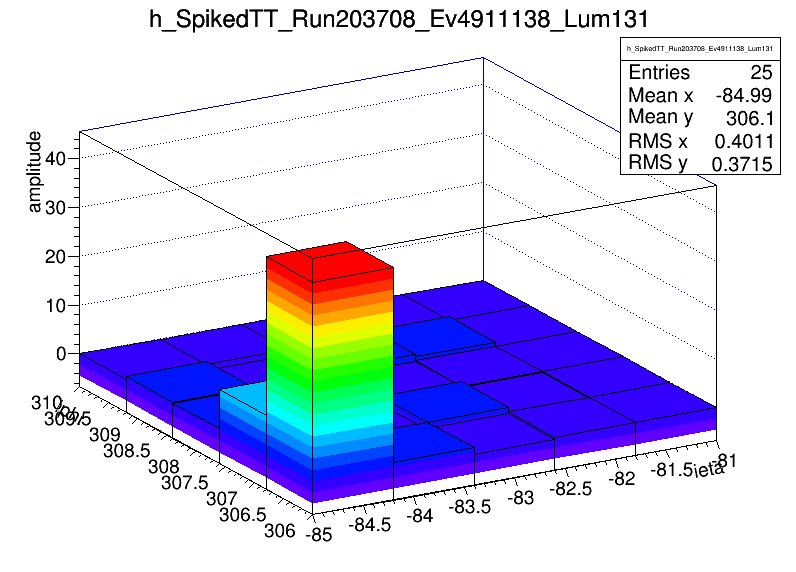 h_SpikedTT_Run203708_Ev4911138_Lum131
h_SpikedTT_Run203708_Ev4911138_Lum131
Entries 25
Mean x -84.99
Mean y 306.1
RMS x 0.4011
RMS y 0.3715
amplitude
40
30
20
10
0
310
309.5
309
308.5
308
307.5
307
306.5
306
-85
-84.5
-84
-83.5
-83
-82.5
-82
-81.5
-81
ieta